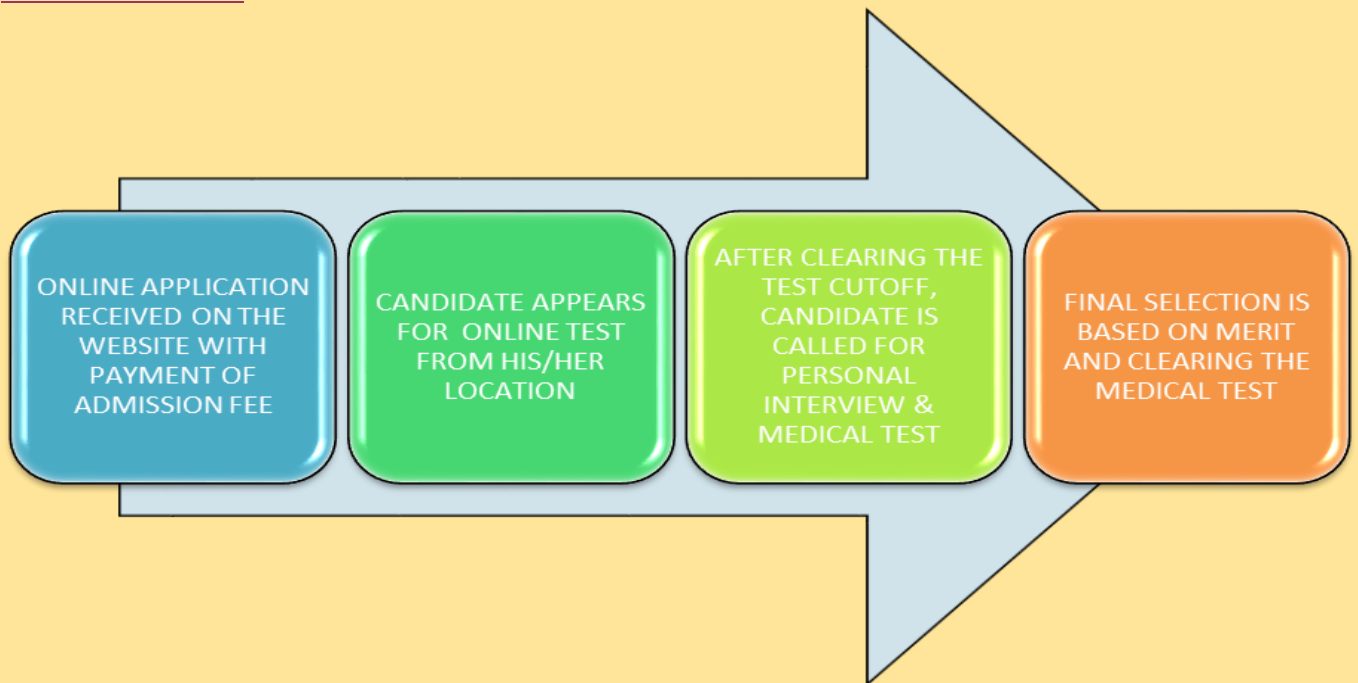 ONLINE APPLICATION
RECEIVED ON THE
WEBSITE WITH
PAYMENT OF
ADMISSION FEE
CANDIDATE APPEARS
FOR ONLINE TEST
FROM HIS/HER
LOCATION
AFTER CLEARING THE
TEST CUTOFF,
CANDIDATE IS
CALLED FOR
PERSONAL
INTERVIEW &
MEDICAL TEST
FINAL SELECTION IS
BASED ON MERIT
AND CLEARING THE
MEDICAL TEST